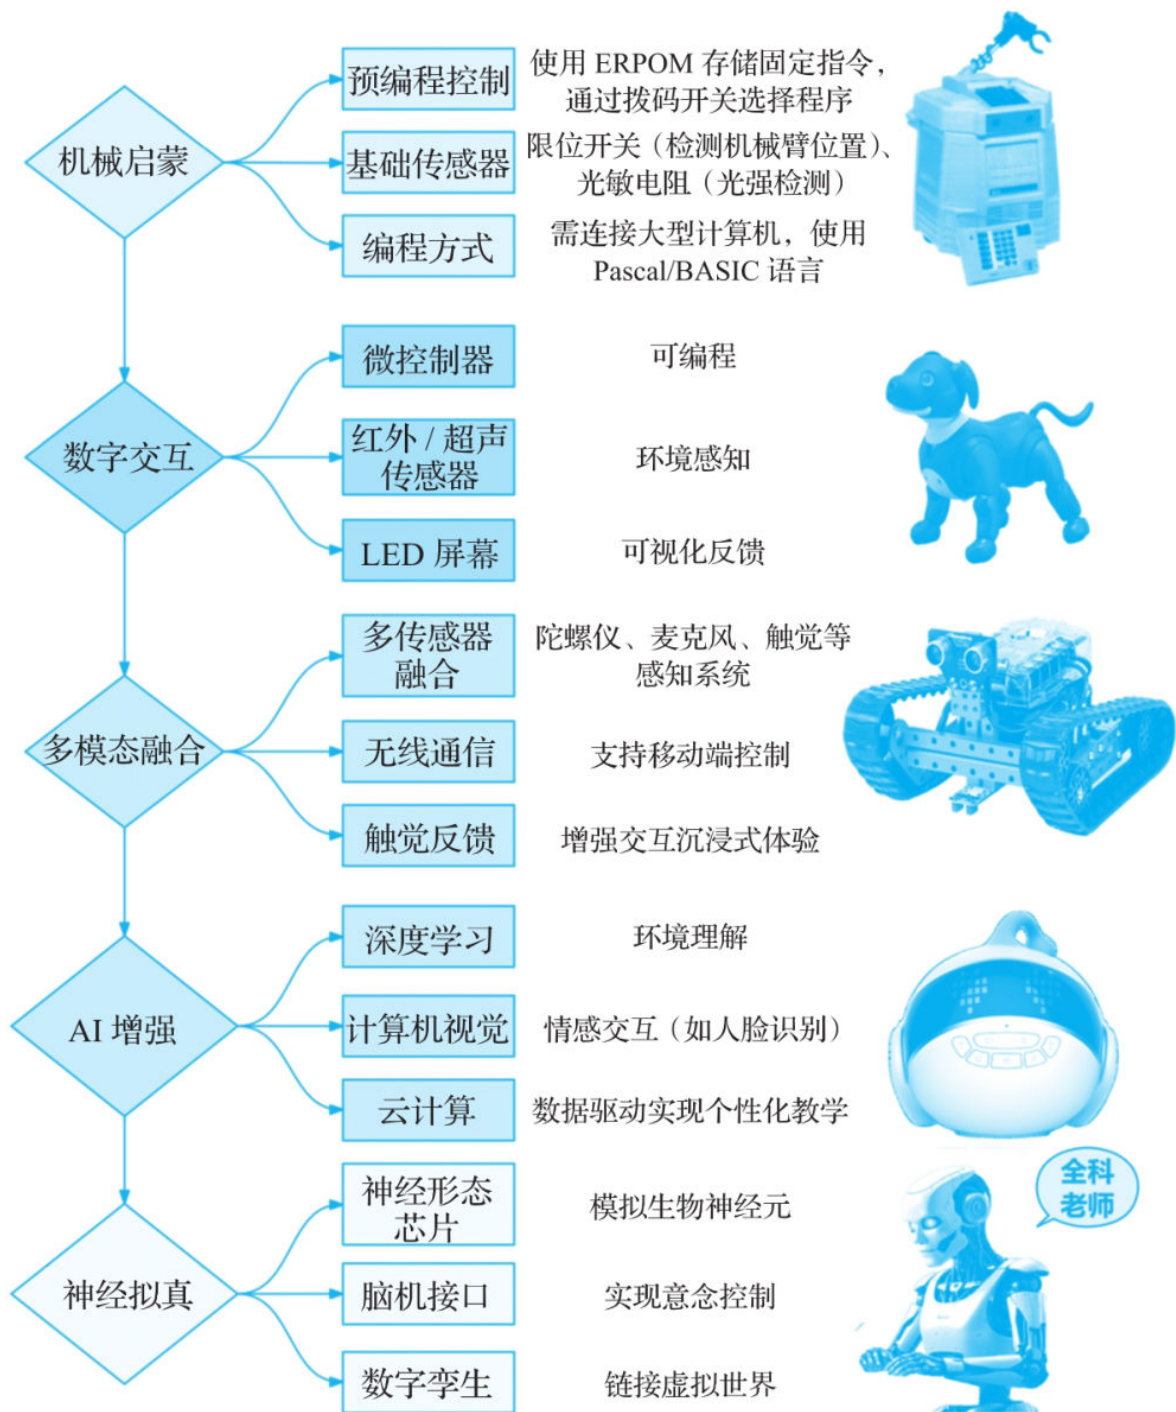 预编程控制
使用 ERPOM 存储固定指令，
通过拨码开关选择程序
机械启蒙
基础传感器
限位开关（检测机械臂位置）、
光敏电阻（光强检测）
编程方式
需连接大型计算机，使用
Pascal/BASIC 语言
微控制器
可编程
数字交互
红外 / 超声
传感器
环境感知
LED 屏幕
可视化反馈
多传感器
融合
陀螺仪、麦克风、触觉等
感知系统
多模态融合
无线通信
支持移动端控制
触觉反馈
增强交互沉浸式体验
深度学习
环境理解
AI 增强
计算机视觉
情感交互（如人脸识别）
云计算
数据驱动实现个性化教学
神经形态
芯片
模拟生物神经元
全科
老师
神经拟真
脑机接口
实现意念控制
数字孪生
链接虚拟世界